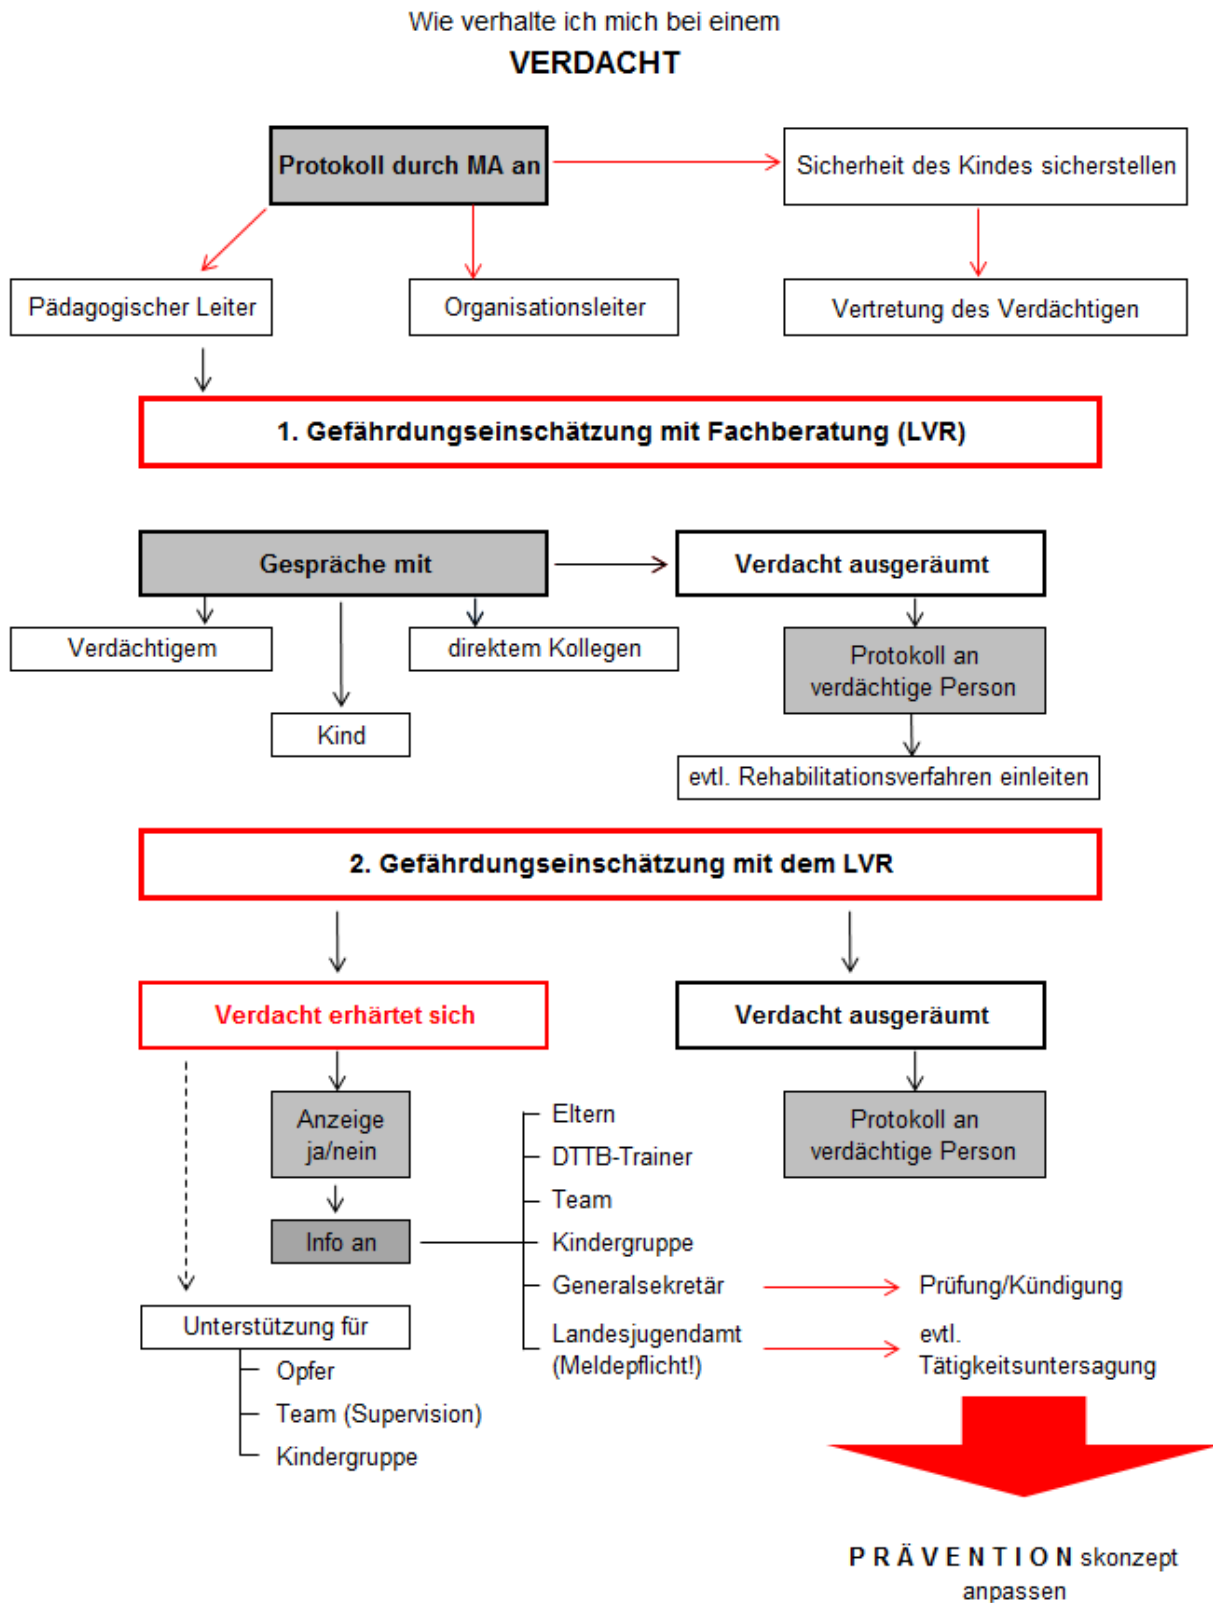 Wie verhalte ich mich bei einem
VERDACHT
Protokoll durch MA an
Sicherheit des Kindes sicherstellen
Pädagogischer Leiter
Organisationsleiter
Vertretung des Verdächtigen
1. Gefährdungseinschätzung mit Fachberatung (LVR)
Gespräche mit
Verdacht ausgeräumt
Verdächtigem
direktem Kollegen
Kind
Protokoll an
verdächtige Person
evtl. Rehabilitationsverfahren einleiten
2. Gefährdungseinschätzung mit dem LVR
Verdacht erhärtet sich
Verdacht ausgeräumt
Anzeige
ja/nein
Protokoll an
verdächtige Person
Info an
Eltern
DTTB-Trainer
Team
Kindergruppe
Generalsekretär
Prüfung/Kündigung
Landesjugendamt
(Meldepflicht!)
evtl.
Tätigkeitsuntersagung
Unterstützung für
Opfer
Team (Supervision)
Kindergruppe
P R Ä V E N T I O N skonzept
anpassen